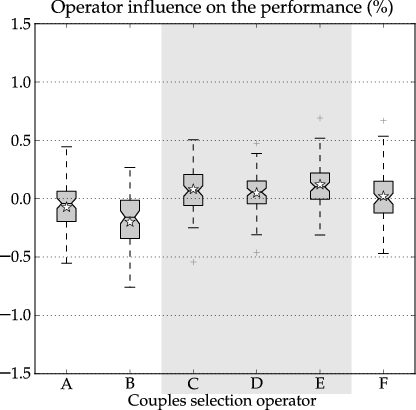 Operator influence on the performance (%)
1.5
1.0
0.5
0.0
−0.5
−1.0
−1.5
A B C D E F
Couples selection operator